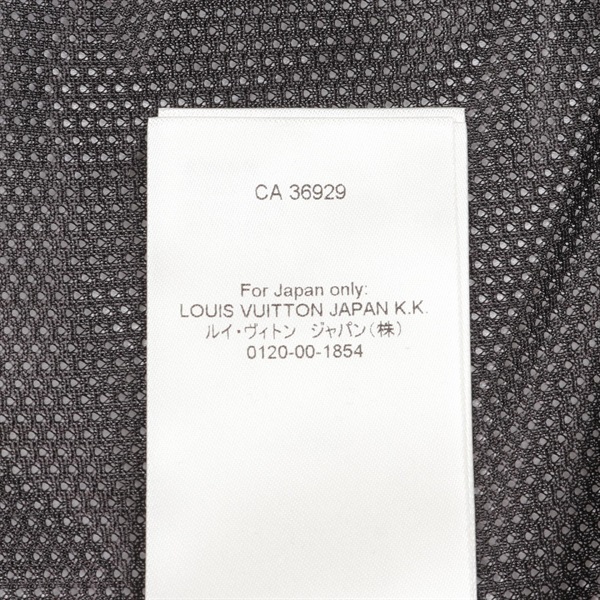 CA 36929
For Japan only:
LOUIS VUITTON JAPAN K.K.
ルイ・ヴィトン ジャパン(株)
0120-00-1854